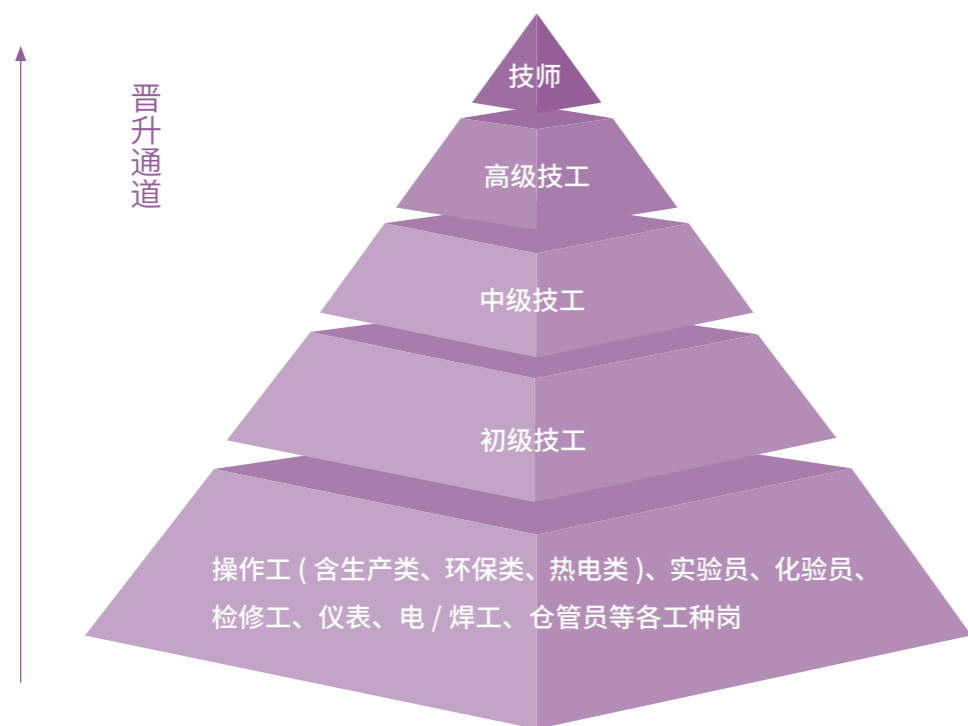 晋升通道
技师
高级技工
中级技工
初级技工
操作工 ( 含生产类、环保类、热电类 )、实验员、化验员、
检修工、仪表、电 / 焊工、仓管员等各工种岗